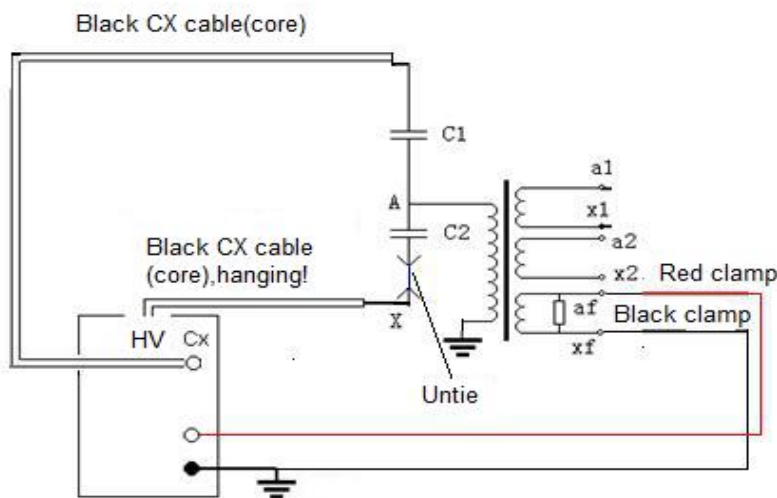 Black CX cable(core)
C1
a1
A
x1
C2
a2
Black CX cable
(core),hanging!
x2
Red clamp
af
Black clamp
X
xf
HV
Cx
Untie